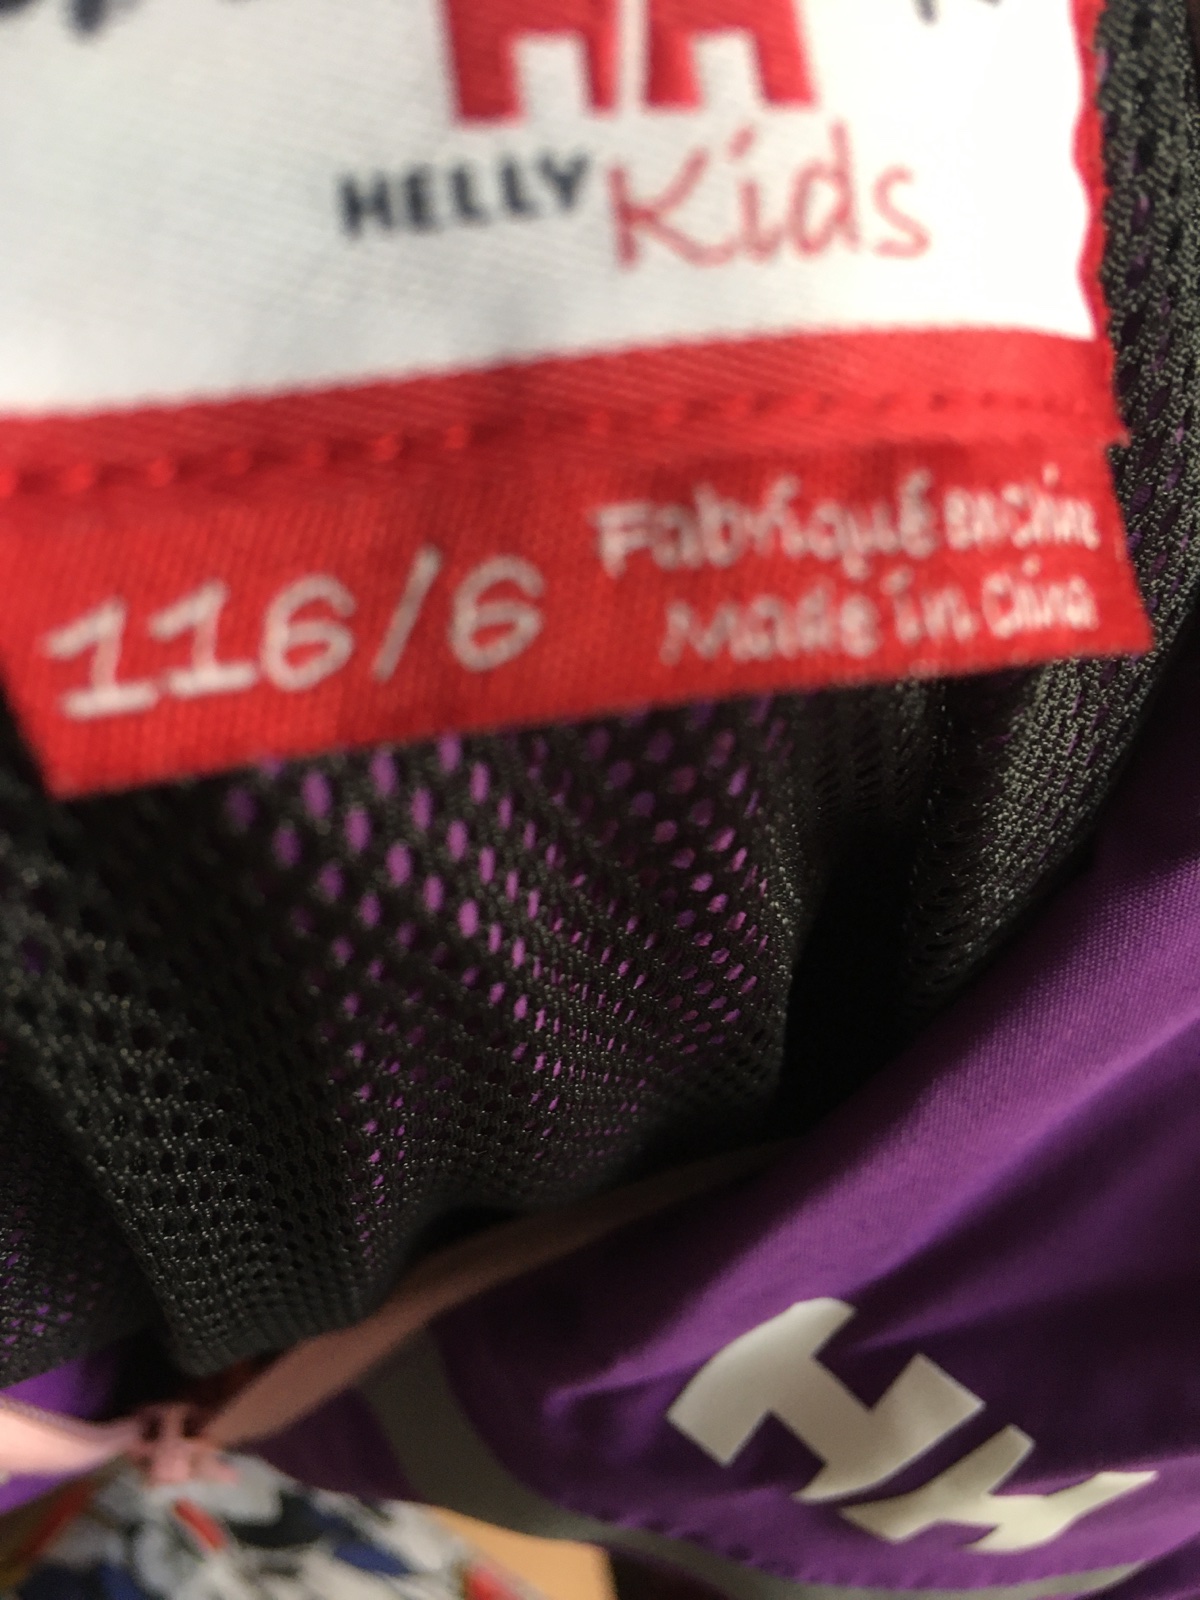 HH
HELLY Kids
116/6
Fabriqué en Chine
Made in China
HH